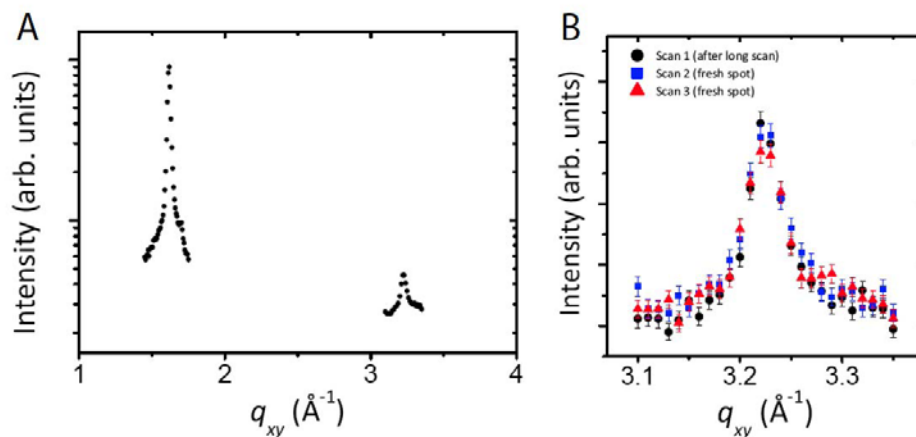 A
Intensity (arb. units)
1 2 3 4
q_xy (Å⁻¹)
B
Scan 1 (after long scan)
Scan 2 (fresh spot)
Scan 3 (fresh spot)
Intensity (arb. units)
3.1 3.2 3.3
q_xy (Å⁻¹)